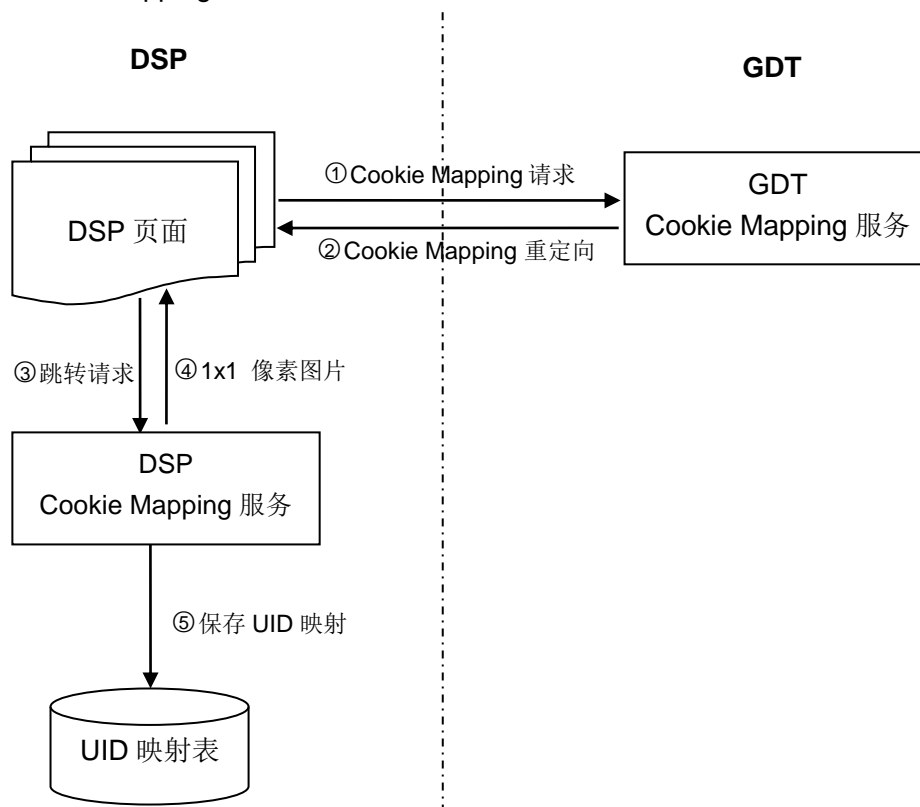 DSP
GDT
①Cookie Mapping 请求
DSP 页面
GDT
Cookie Mapping 服务
②Cookie Mapping 重定向
③跳转请求
④1x1 像素图片
DSP
Cookie Mapping 服务
⑤保存 UID 映射
UID 映射表